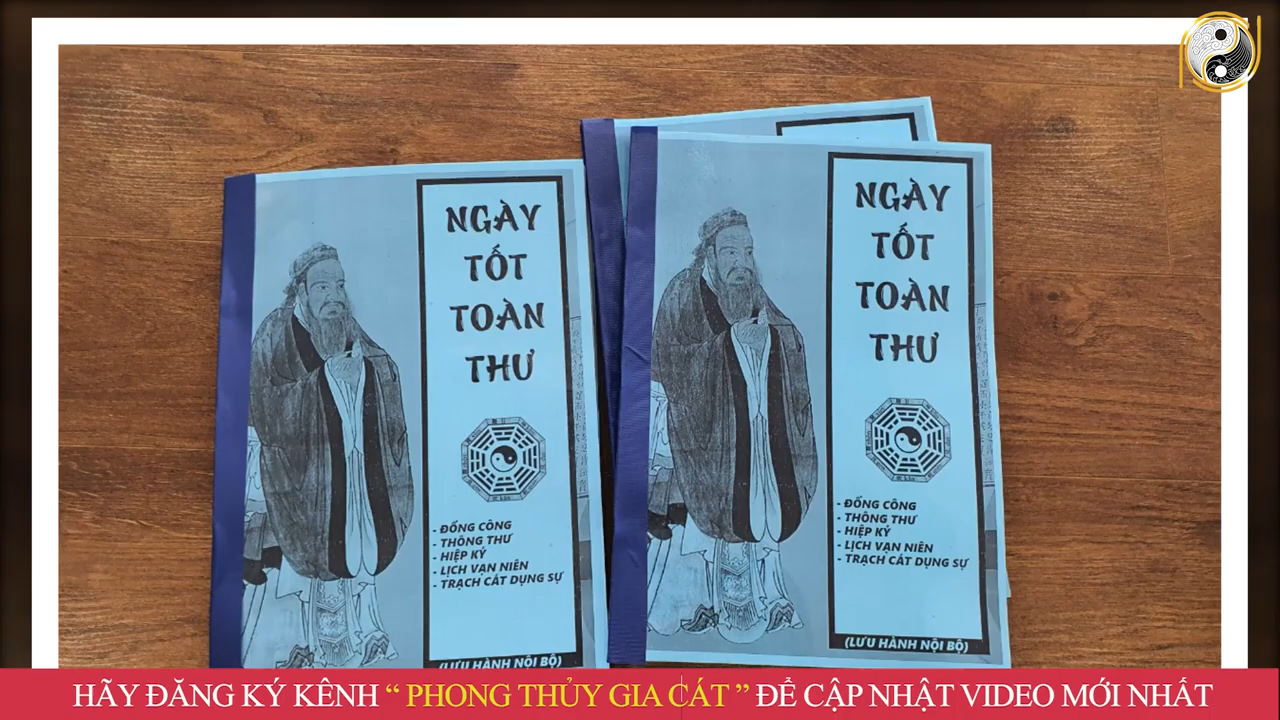 NGÀY
TỐT
TOÀN
THƯ
- ĐỔNG CÔNG
- THÔNG THƯ
- HIỆP KỶ
- LỊCH VẠN NIÊN
- TRẠCH CÁT DỤNG SỰ
(LƯU HÀNH NỘI BỘ)
NGÀY
TỐT
TOÀN
THƯ
- ĐỔNG CÔNG
- THÔNG THƯ
- HIỆP KỶ
- LỊCH VẠN NIÊN
- TRẠCH CÁT DỤNG SỰ
(LƯU HÀNH NỘI BỘ)
HÃY ĐĂNG KÝ KÊNH “ PHONG THỦY GIA CÁT ” ĐỂ CẬP NHẬT VIDEO MỚI NHẤT